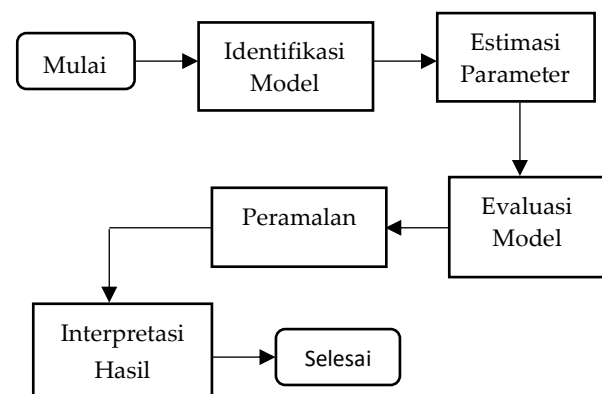 Mulai
Identifikasi
Model
Estimasi
Parameter
Evaluasi
Model
Peramalan
Interpretasi
Hasil
Selesai